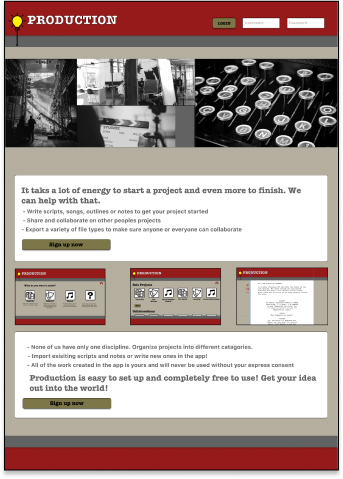 PRODUCTION
LOGIN
username
password
It takes a lot of energy to start a project and even more to finish. We
can help with that.
- Write scripts, songs, outlines or notes to get your project started
- Share and collaborate on other peoples projects
- Export a variety of file types to make sure anyone or everyone can collaborate
Sign up now
PRODUCTION
PRODUCTION
PRODUCTION
- None of us have only one discipline. Organize projects into different catagories.
- Import exisiting scripts and notes or write new ones in the app!
- All of the work created in the app is yours and will never be used without your express consent
Production is easy to set up and completely free to use! Get your idea
out into the world!
Sign up now